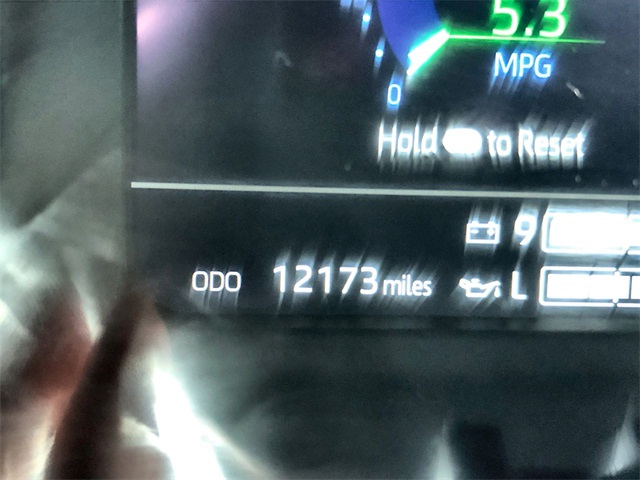 5.3
MPG
0
Hold to Reset
9
ODO 12173 miles L